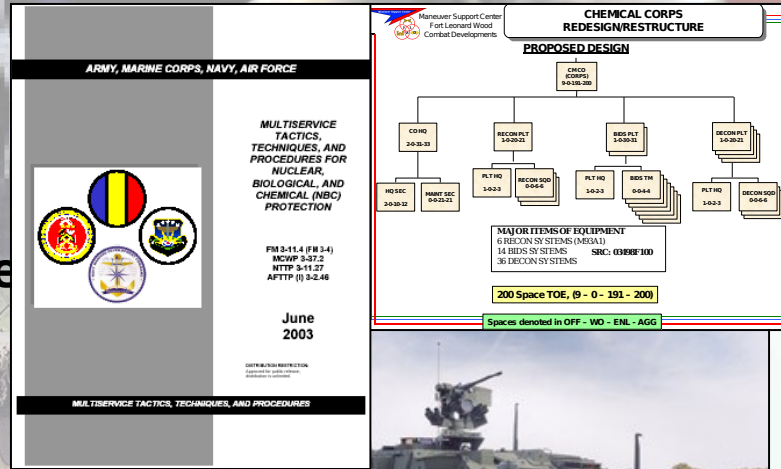 ARMY, MARINE CORPS, NAVY, AIR FORCE
MULTISERVICE
TACTICS,
TECHNIQUES, AND
PROCEDURES FOR
NUCLEAR,
BIOLOGICAL, AND
CHEMICAL (NBC)
PROTECTION
FM 3-11.4 (FM 3-4)
MCWP 3-37.2
NTTP 3-11.27
AFTTP (I) 3-2.46
June
2003
DISTRIBUTION RESTRICTION:
Approved for public release;
distribution is unlimited.
MULTISERVICE TACTICS, TECHNIQUES, AND PROCEDURES
Maneuver Support Center
Fort Leonard Wood
Combat Developments
CHEMICAL CORPS
REDESIGN/RESTRUCTURE
PROPOSED DESIGN
CMCO
(CORPS)
9-0-191-200
CO HQ
2-0-31-33
RECON PLT
1-0-20-21
BIDS PLT
1-0-30-31
DECON PLT
1-0-20-21
HQ SEC
2-0-10-12
MAINT SEC
0-0-21-21
PLT HQ
1-0-2-3
RECON SQD
0-0-6-6
PLT HQ
1-0-2-3
BIDS TM
0-0-4-4
PLT HQ
1-0-2-3
DECON SQD
0-0-6-6
MAJOR ITEMS OF EQUIPMENT
6 RECON SYSTEMS (M93A1)
14 BIDS SYSTEMS SRC: 03498F100
36 DECON SYSTEMS
200 Space TOE, (9 – 0 – 191 – 200)
Spaces denoted in OFF – WO – ENL - AGG